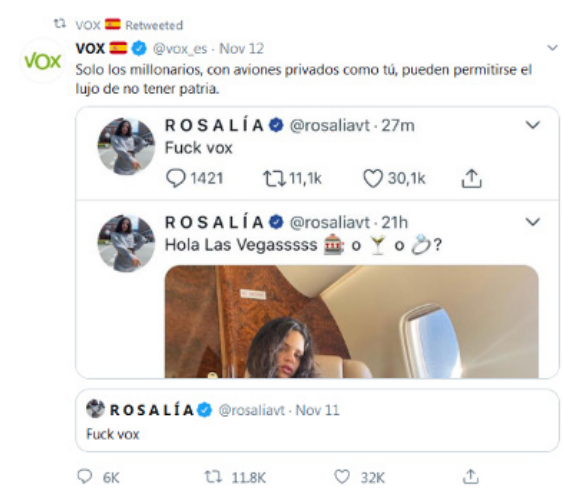 VOX 🇪🇸 Retweeted
VOX
VOX 🇪🇸 @vox_es · Nov 12
Solo los millonarios, con aviones privados como tú, pueden permitirse el
lujo de no tener patria.
ROSALÍA @rosaliavt · 27m
Fuck vox
1421 11,1k 30,1k
ROSALÍA @rosaliavt · 21h
Hola Las Vegasssss 🎰 o 🍸 o 💍?
ROSALÍA @rosaliavt · Nov 11
Fuck vox
6K 11.8K 32K